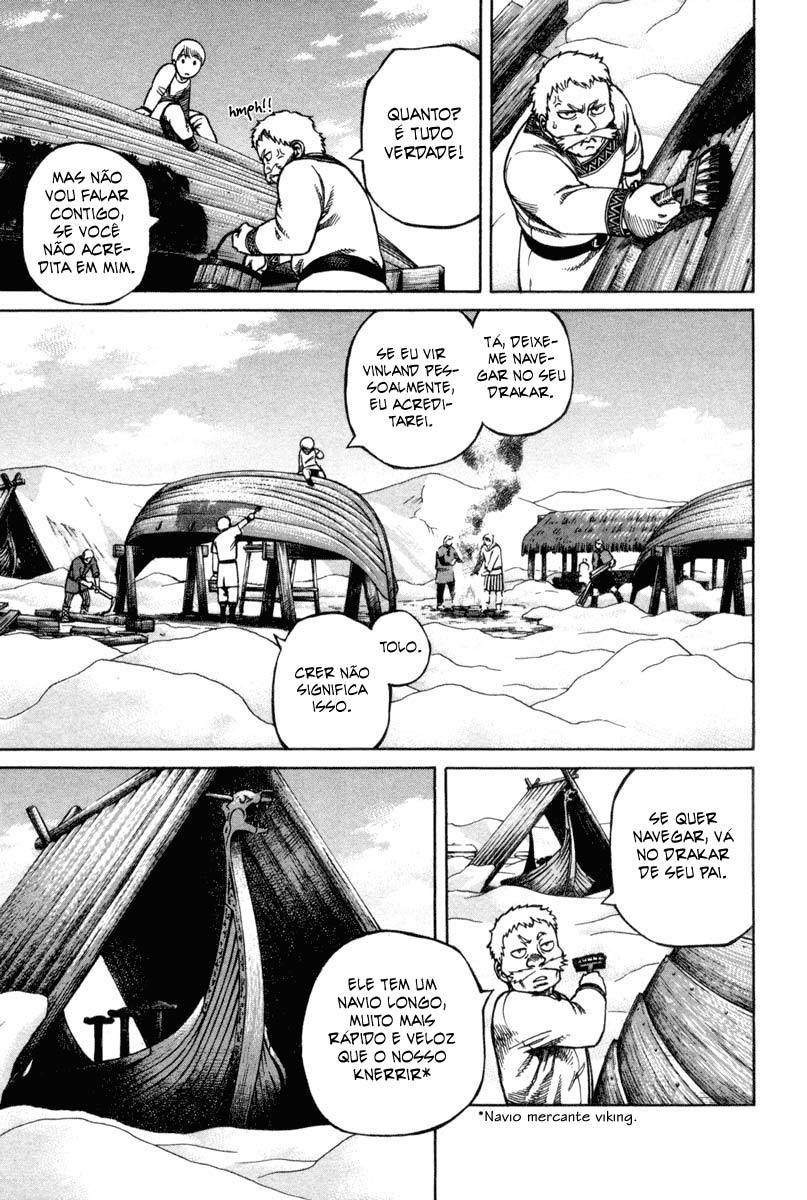 QUANTO?
É TUDO
VERDADE!
hmph!!
MAS NÃO
VOU FALAR
CONTIGO,
SE VOCÊ
NÃO ACRE-
DITA EM MIM.
TÁ, DEIXE-
ME NAVE-
GAR NO SEU
DRAKAR.
SE EU VIR
VINLAND PES-
SOALMENTE,
EU ACREDI-
TAREI.
TOLO.
CRER NÃO
SIGNIFICA
ISSO.
SE QUER
NAVEGAR, VÁ
NO DRAKAR
DE SEU PAI.
ELE TEM UM
NAVIO LONGO,
MUITO MAIS
RÁPIDO E VELOZ
QUE O NOSSO
KNERRIR*
*Navio mercante viking.